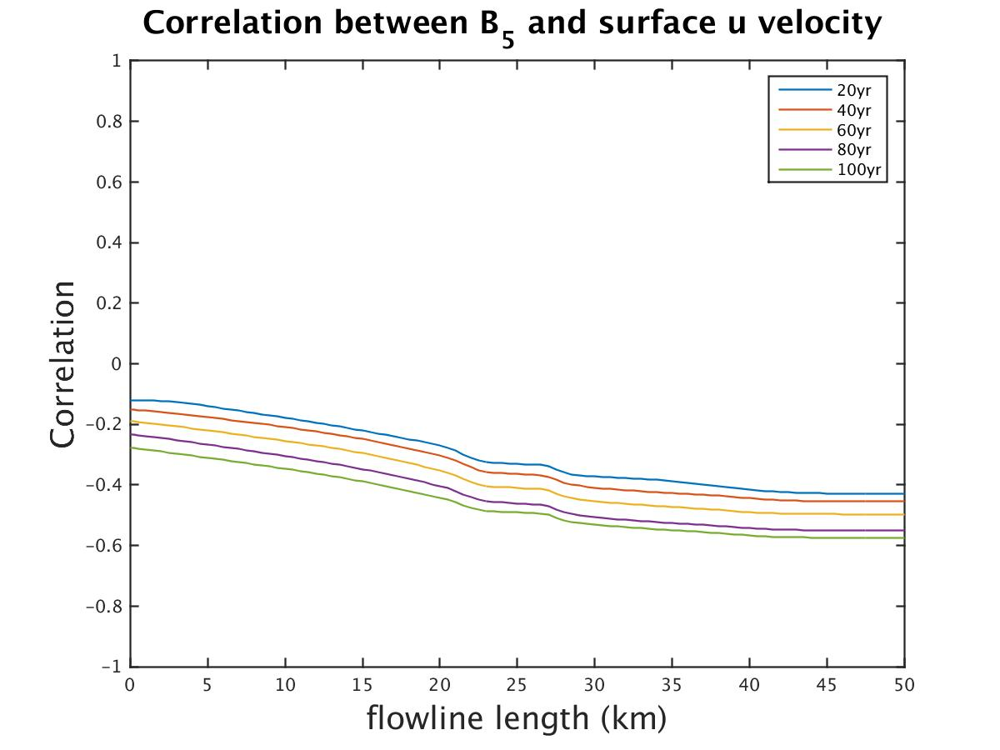 Correlation between B5 and surface u velocity
1
0.8
0.6
0.4
0.2
0
−0.2
−0.4
−0.6
−0.8
−1
Correlation
20yr
40yr
60yr
80yr
100yr
0 5 10 15 20 25 30 35 40 45 50
flowline length (km)